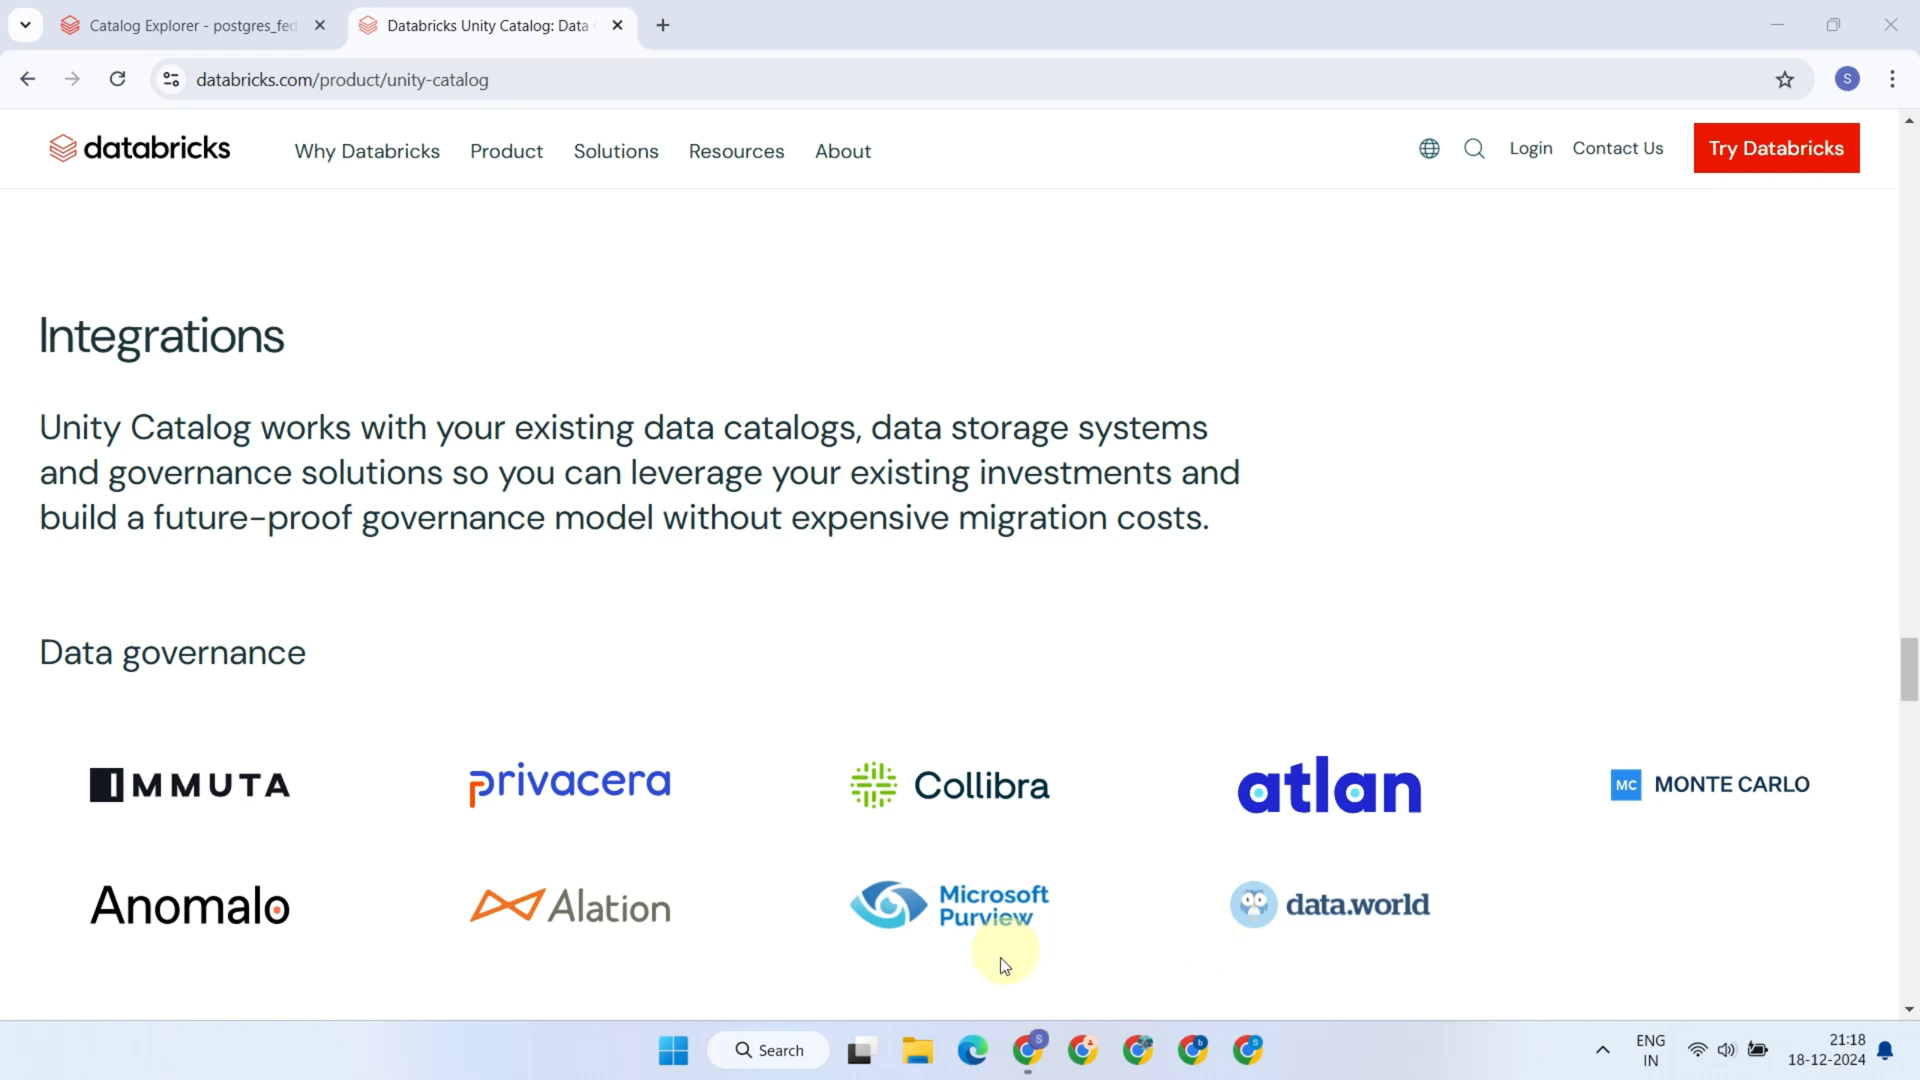 Catalog Explorer - postgres_fed
Databricks Unity Catalog: Data
databricks.com/product/unity-catalog
S
databricks
Why Databricks
Product
Solutions
Resources
About
Login
Contact Us
Try Databricks
Integrations
Unity Catalog works with your existing data catalogs, data storage systems
and governance solutions so you can leverage your existing investments and
build a future-proof governance model without expensive migration costs.
Data governance
IMMUTA
privacera
Collibra
atlan
MC MONTE CARLO
Anomalo
Alation
Microsoft
Purview
data.world
Search
S
b
S
ENG
IN
21:18
18-12-2024